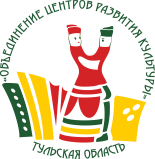 "ОБЪЕДИНЕНИЕ ЦЕНТРОВ РАЗВИТИЯ КУЛЬТУРЫ"
ТУЛЬСКАЯ ОБЛАСТЬ